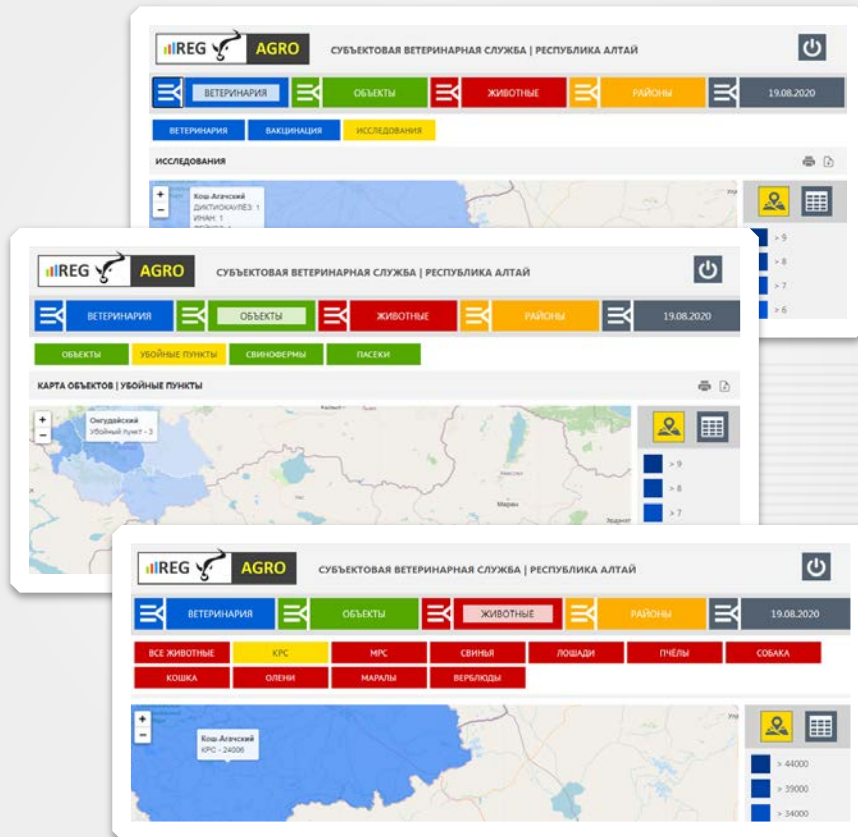 REG AGRO
СУБЪЕКТОВАЯ ВЕТЕРИНАРНАЯ СЛУЖБА | РЕСПУБЛИКА АЛТАЙ
ВЕТЕРИНАРИЯ ОБЪЕКТЫ ЖИВОТНЫЕ РАЙОНЫ 19.08.2020
ВЕТЕРИНАРИЯ ВАКЦИНАЦИЯ ИССЛЕДОВАНИЯ
ИССЛЕДОВАНИЯ
+
−
Кош-Агачский
ДИКТИОКАУЛЁЗ: 1
ИНАН: 1
> 9
> 8
> 7
> 6
REG AGRO
СУБЪЕКТОВАЯ ВЕТЕРИНАРНАЯ СЛУЖБА | РЕСПУБЛИКА АЛТАЙ
ВЕТЕРИНАРИЯ ОБЪЕКТЫ ЖИВОТНЫЕ РАЙОНЫ 19.08.2020
ОБЪЕКТЫ УБОЙНЫЕ ПУНКТЫ СВИНОФЕРМЫ ПАСЕКИ
КАРТА ОБЪЕКТОВ | УБОЙНЫЕ ПУНКТЫ
+
−
Онгудайский
Убойный пункт - 3
> 9
> 8
> 7
REG AGRO
СУБЪЕКТОВАЯ ВЕТЕРИНАРНАЯ СЛУЖБА | РЕСПУБЛИКА АЛТАЙ
ВЕТЕРИНАРИЯ ОБЪЕКТЫ ЖИВОТНЫЕ РАЙОНЫ 19.08.2020
ВСЕ ЖИВОТНЫЕ КРС МРС СВИНЬЯ ЛОШАДИ ПЧЁЛЫ СОБАКА
КОШКА ОЛЕНИ МАРАЛЫ ВЕРБЛЮДЫ
+
−
Кош-Агачский
КРС - 24006
> 44000
> 39000
> 34000